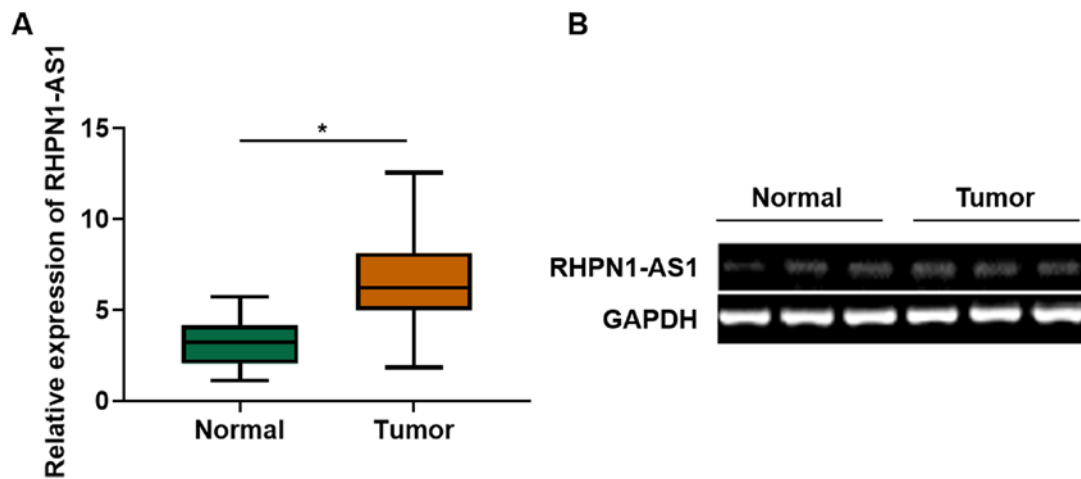 A
Relative expression of RHPN1-AS1
15
10
5
0
*
Normal
Tumor
B
Normal
Tumor
RHPN1-AS1
GAPDH